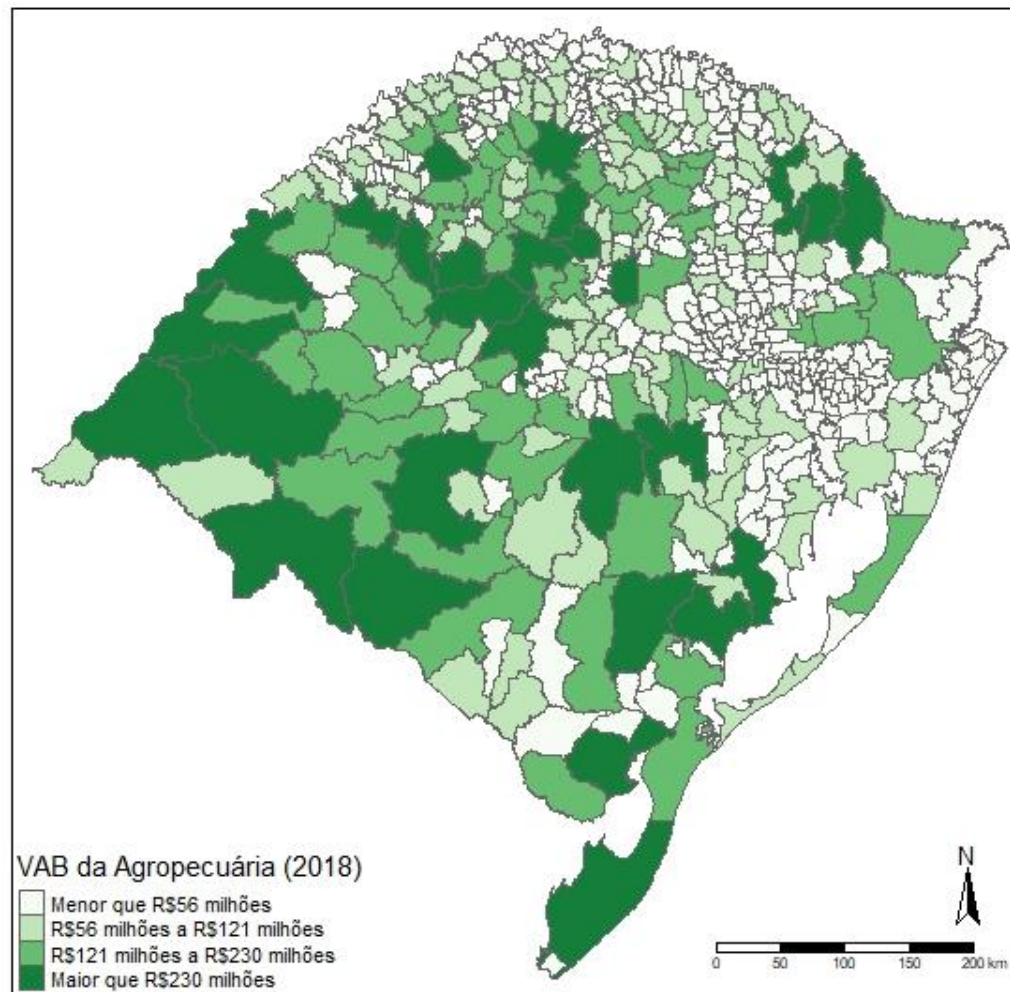 VAB da Agropecuária (2018)
Menor que R$56 milhões
R$56 milhões a R$121 milhões
R$121 milhões a R$230 milhões
Maior que R$230 milhões
N
0 50 100 150 200 km